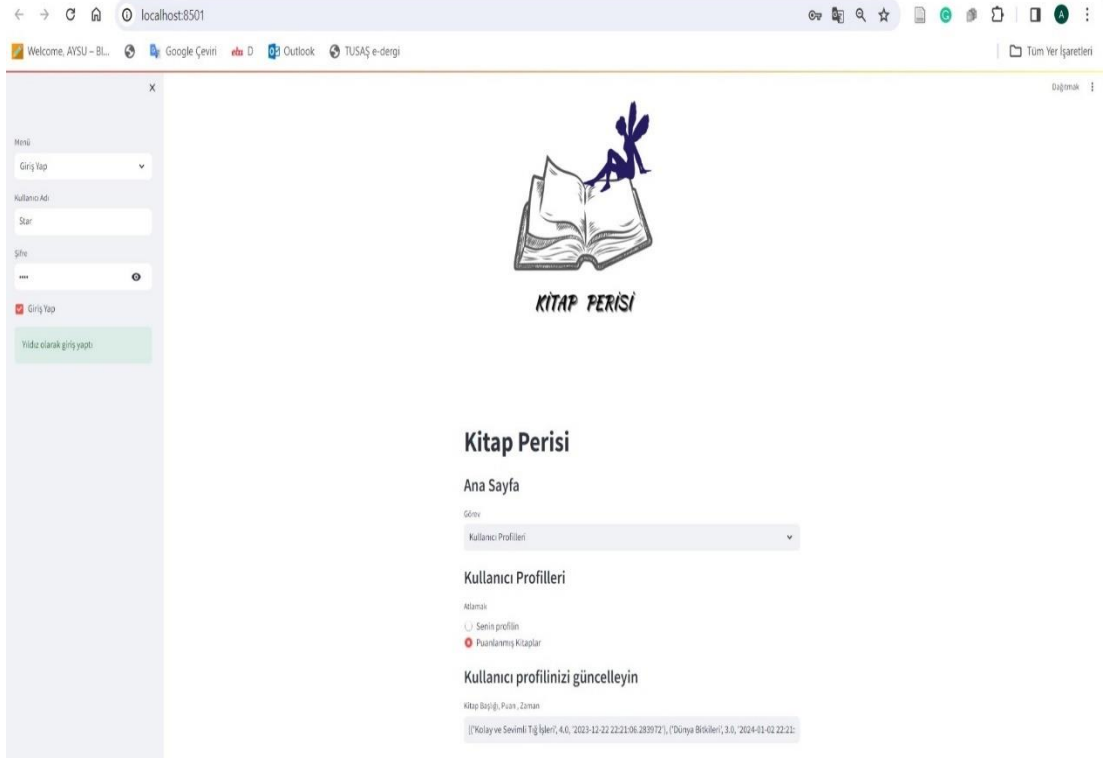 localhost:8501
Welcome, AYSU – Bl...
Google Çeviri
eba D
Outlook
TUSAŞ e-dergi
Tüm Yer İşaretleri
Dağıtmak
Menü
Giriş Yap
Kullanıcı Adı
Star
Şifre
Giriş Yap
Yıldız olarak giriş yaptı
KİTAP PERİSİ
Kitap Perisi
Ana Sayfa
Görev
Kullanıcı Profilleri
Kullanıcı Profilleri
Atlamak
Senin profilin
Puanlanmış Kitaplar
Kullanıcı profilinizi güncelleyin
Kitap Başlığı, Puan , Zaman
[('Kolay ve Sevimli Tığ İşleri', 4.0, '2023-12-22 22:21:06.283972'), ('Dünya Bitkileri', 3.0, '2024-01-02 22:21: